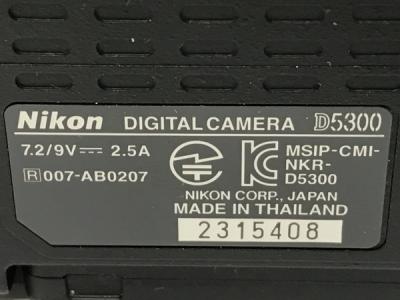 Nikon DIGITAL CAMERA D5300
7.2/9V⎓ 2.5A
MSIP-CMI-
NKR-
D5300
R 007-AB0207
NIKON CORP., JAPAN
MADE IN THAILAND
2315408